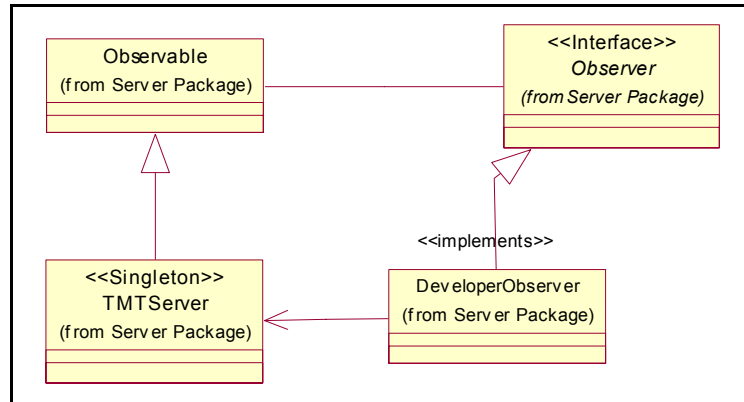 Observable
(from Server Package)
<<Interface>>
Observer
(from Server Package)
<<implements>>
<<Singleton>>
TMTServer
(from Server Package)
DeveloperObserver
(from Server Package)